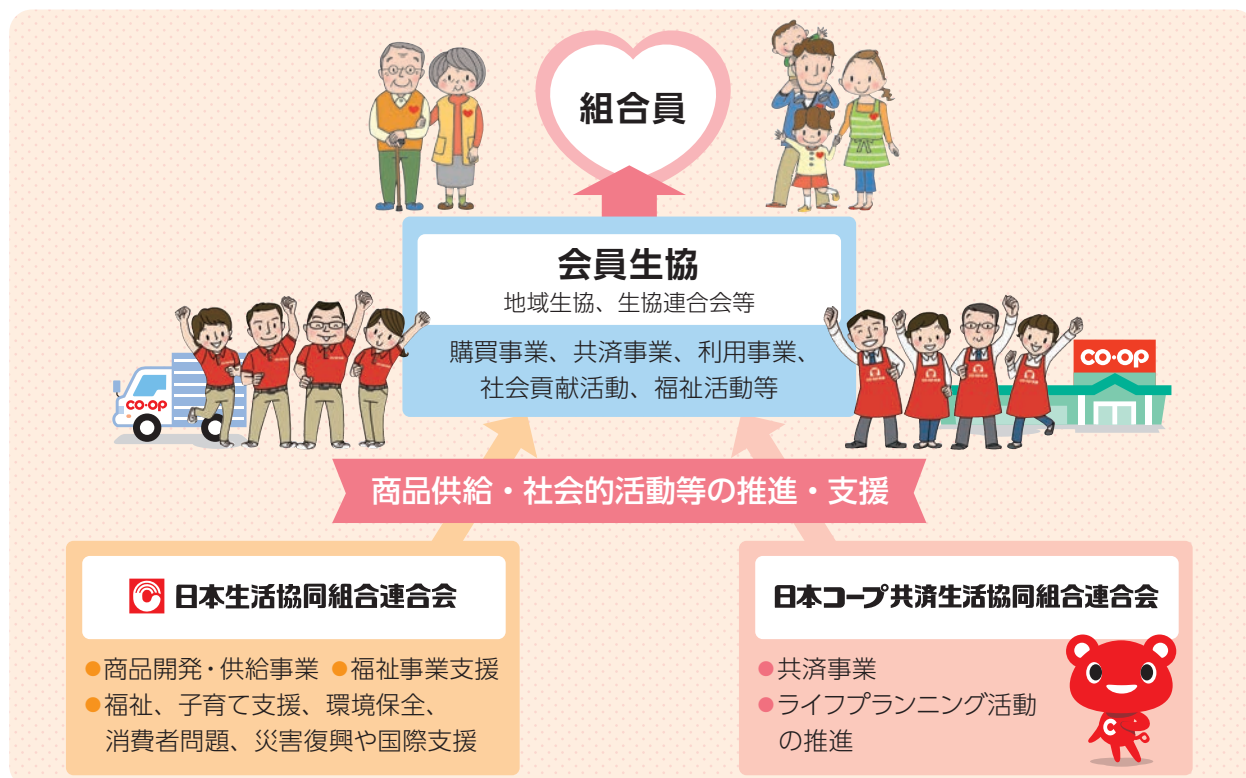 組合員
会員生協
地域生協、生協連合会等
購買事業、共済事業、利用事業、
社会貢献活動、福祉活動等
co·op
co·op
商品供給・社会的活動等の推進・支援
日本生活協同組合連合会
●商品開発・供給事業 ●福祉事業支援
●福祉、子育て支援、環境保全、
消費者問題、災害復興や国際支援
日本コープ共済生活協同組合連合会
●共済事業
●ライフプランニング活動
の推進